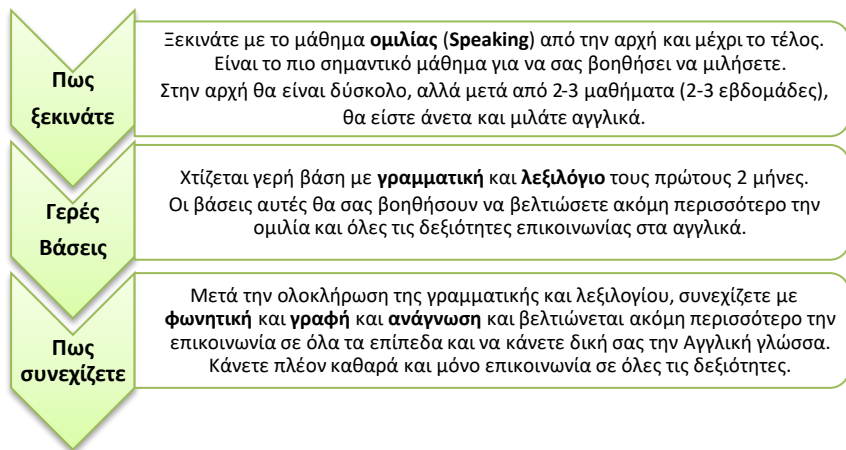 Πως
ξεκινάτε
Ξεκινάτε με το μάθημα ομιλίας (Speaking) από την αρχή και μέχρι το τέλος.
Είναι το πιο σημαντικό μάθημα για να σας βοηθήσει να μιλήσετε.
Στην αρχή θα είναι δύσκολο, αλλά μετά από 2-3 μαθήματα (2-3 εβδομάδες),
θα είστε άνετα και μιλάτε αγγλικά.
Γερές
Βάσεις
Χτίζεται γερή βάση με γραμματική και λεξιλόγιο τους πρώτους 2 μήνες.
Οι βάσεις αυτές θα σας βοηθήσουν να βελτιώσετε ακόμη περισσότερο την
ομιλία και όλες τις δεξιότητες επικοινωνίας στα αγγλικά.
Πως
συνεχίζετε
Μετά την ολοκλήρωση της γραμματικής και λεξιλογίου, συνεχίζετε με
φωνητική και γραφή και ανάγνωση και βελτιώνεται ακόμη περισσότερο την
επικοινωνία σε όλα τα επίπεδα και να κάνετε δική σας την Αγγλική γλώσσα.
Κάνετε πλέον καθαρά και μόνο επικοινωνία σε όλες τις δεξιότητες.